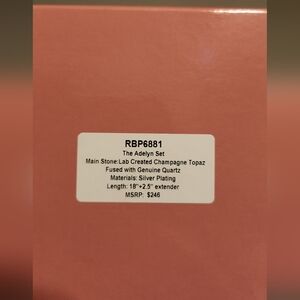 RBP6881
The Adelyn Set
Main Stone:Lab Created Champagne Topaz
Fused with Genuine Quartz
Materials: Silver Plating
Length: 18"+2.5" extender
MSRP: $246